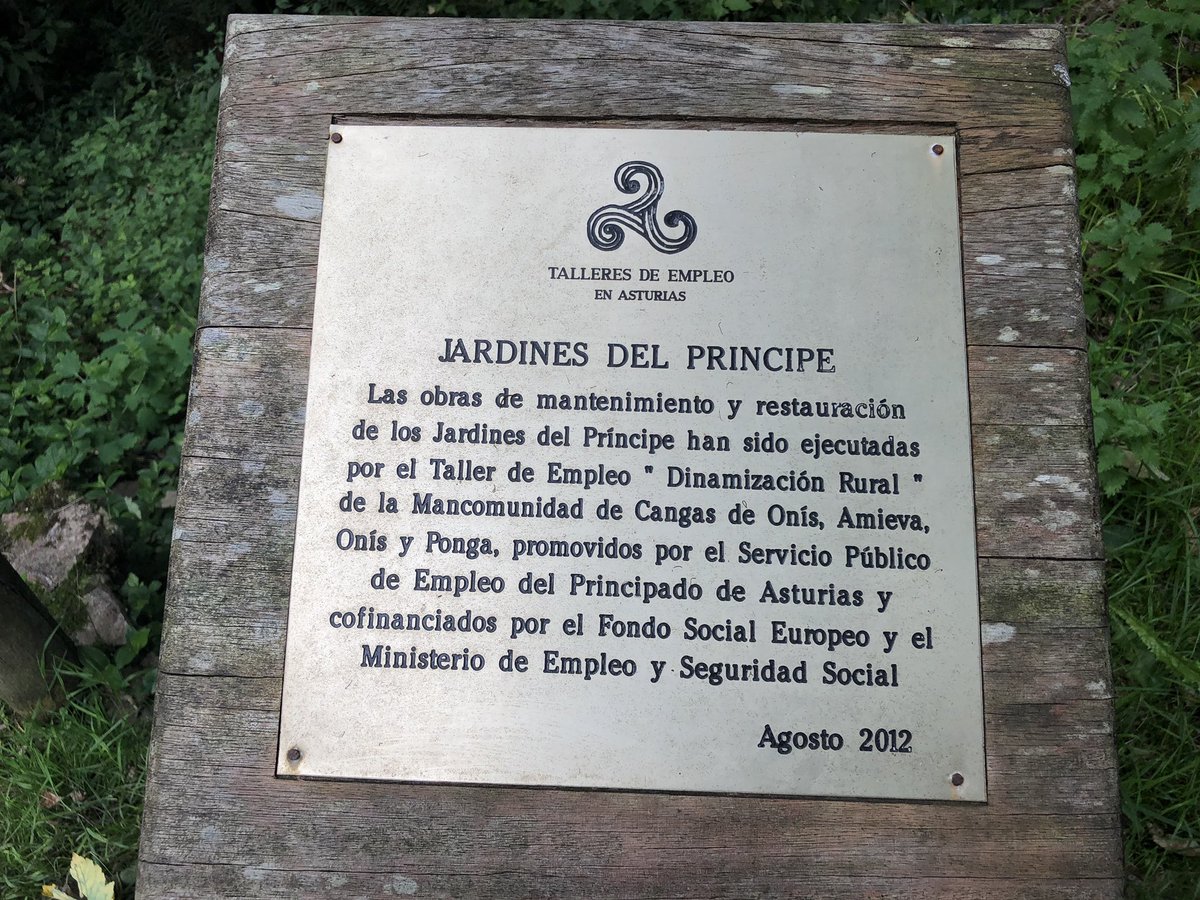 TALLERES DE EMPLEO
EN ASTURIAS
JARDINES DEL PRINCIPE
Las obras de mantenimiento y restauración
de los Jardines del Príncipe han sido ejecutadas
por el Taller de Empleo " Dinamización Rural "
de la Mancomunidad de Cangas de Onís, Amieva,
Onís y Ponga, promovidos por el Servicio Público
de Empleo del Principado de Asturias y
cofinanciados por el Fondo Social Europeo y el
Ministerio de Empleo y Seguridad Social
Agosto 2012